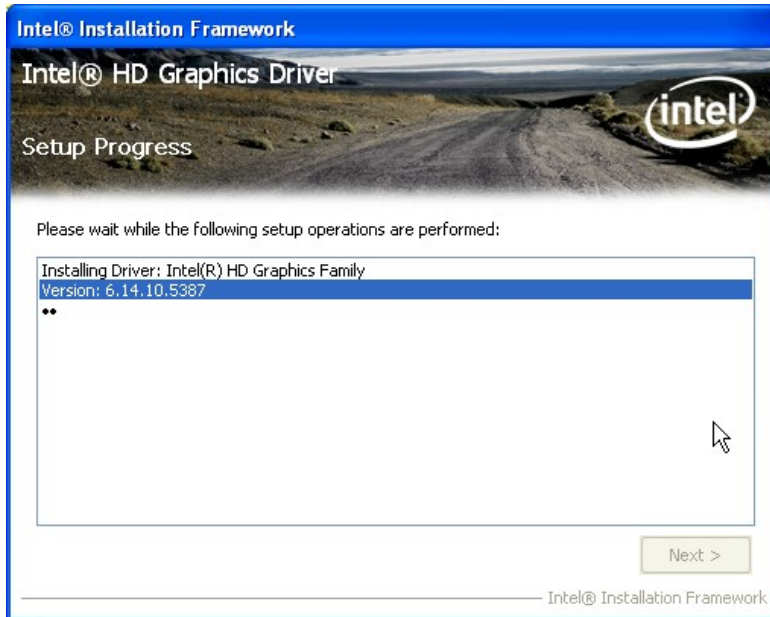 Intel® Installation Framework
Intel® HD Graphics Driver
intel
Setup Progress
Please wait while the following setup operations are performed:
Installing Driver: Intel(R) HD Graphics Family
Version: 6.14.10.5387
••
Next >
Intel® Installation Framework